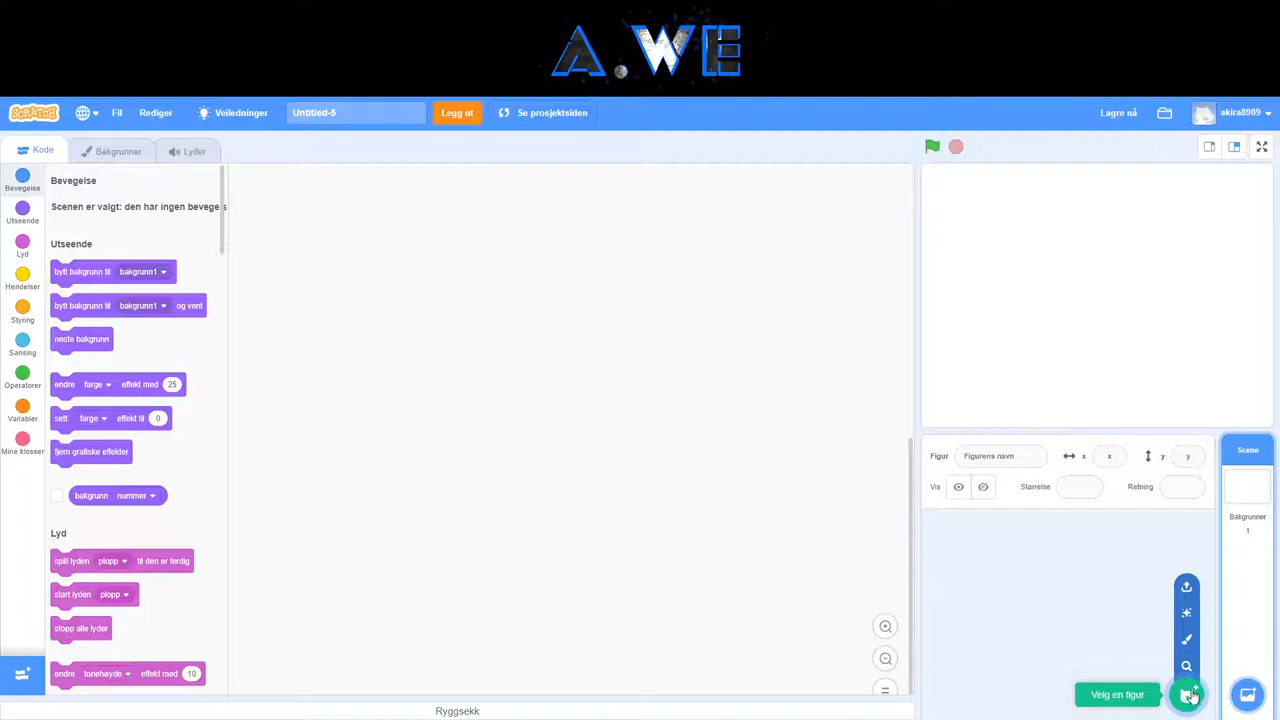 A.WE
SCRATCH
Fil
Rediger
Veiledninger
Untitled-5
Legg ut
Se prosjektsiden
Lagre nå
akira8989
Kode
Bakgrunner
Lyder
Bevegelse
Utseende
Lyd
Hendelser
Styring
Sansing
Operatorer
Variabler
Mine klosser
Bevegelse
Scenen er valgt: den har ingen beveges
Utseende
bytt bakgrunn til bakgrunn1
bytt bakgrunn til bakgrunn1 og vent
neste bakgrunn
endre farge effekt med 25
sett farge effekt til 0
fjern grafiske effekter
bakgrunn nummer
Lyd
spill lyden plopp til den er ferdig
start lyden plopp
stopp alle lyder
endre tonehøyde effekt med 10
Figur
Figurens navn
x
x
y
y
Vis
Størrelse
Retning
Scene
Bakgrunner
1
Velg en figur
Ryggsekk